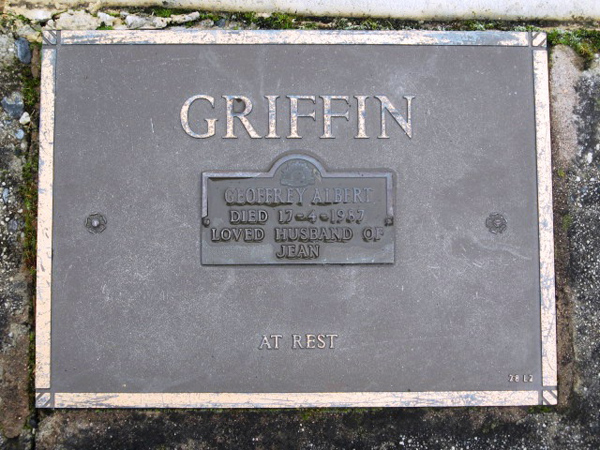 GRIFFIN
GEOFFREY ALBERT
DIED 17-4-1987
LOVED HUSBAND OF
JEAN
AT REST
2812